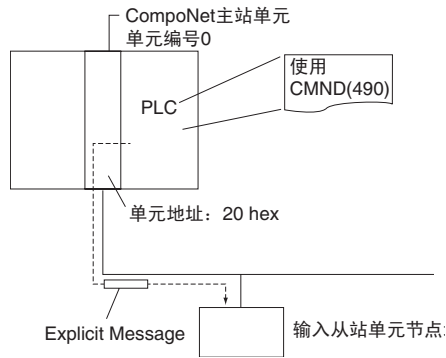 CompoNet主站单元
单元编号0
使用
CMND(490)
PLC
单元地址：20 hex
Explicit Message
输入从站单元节点: